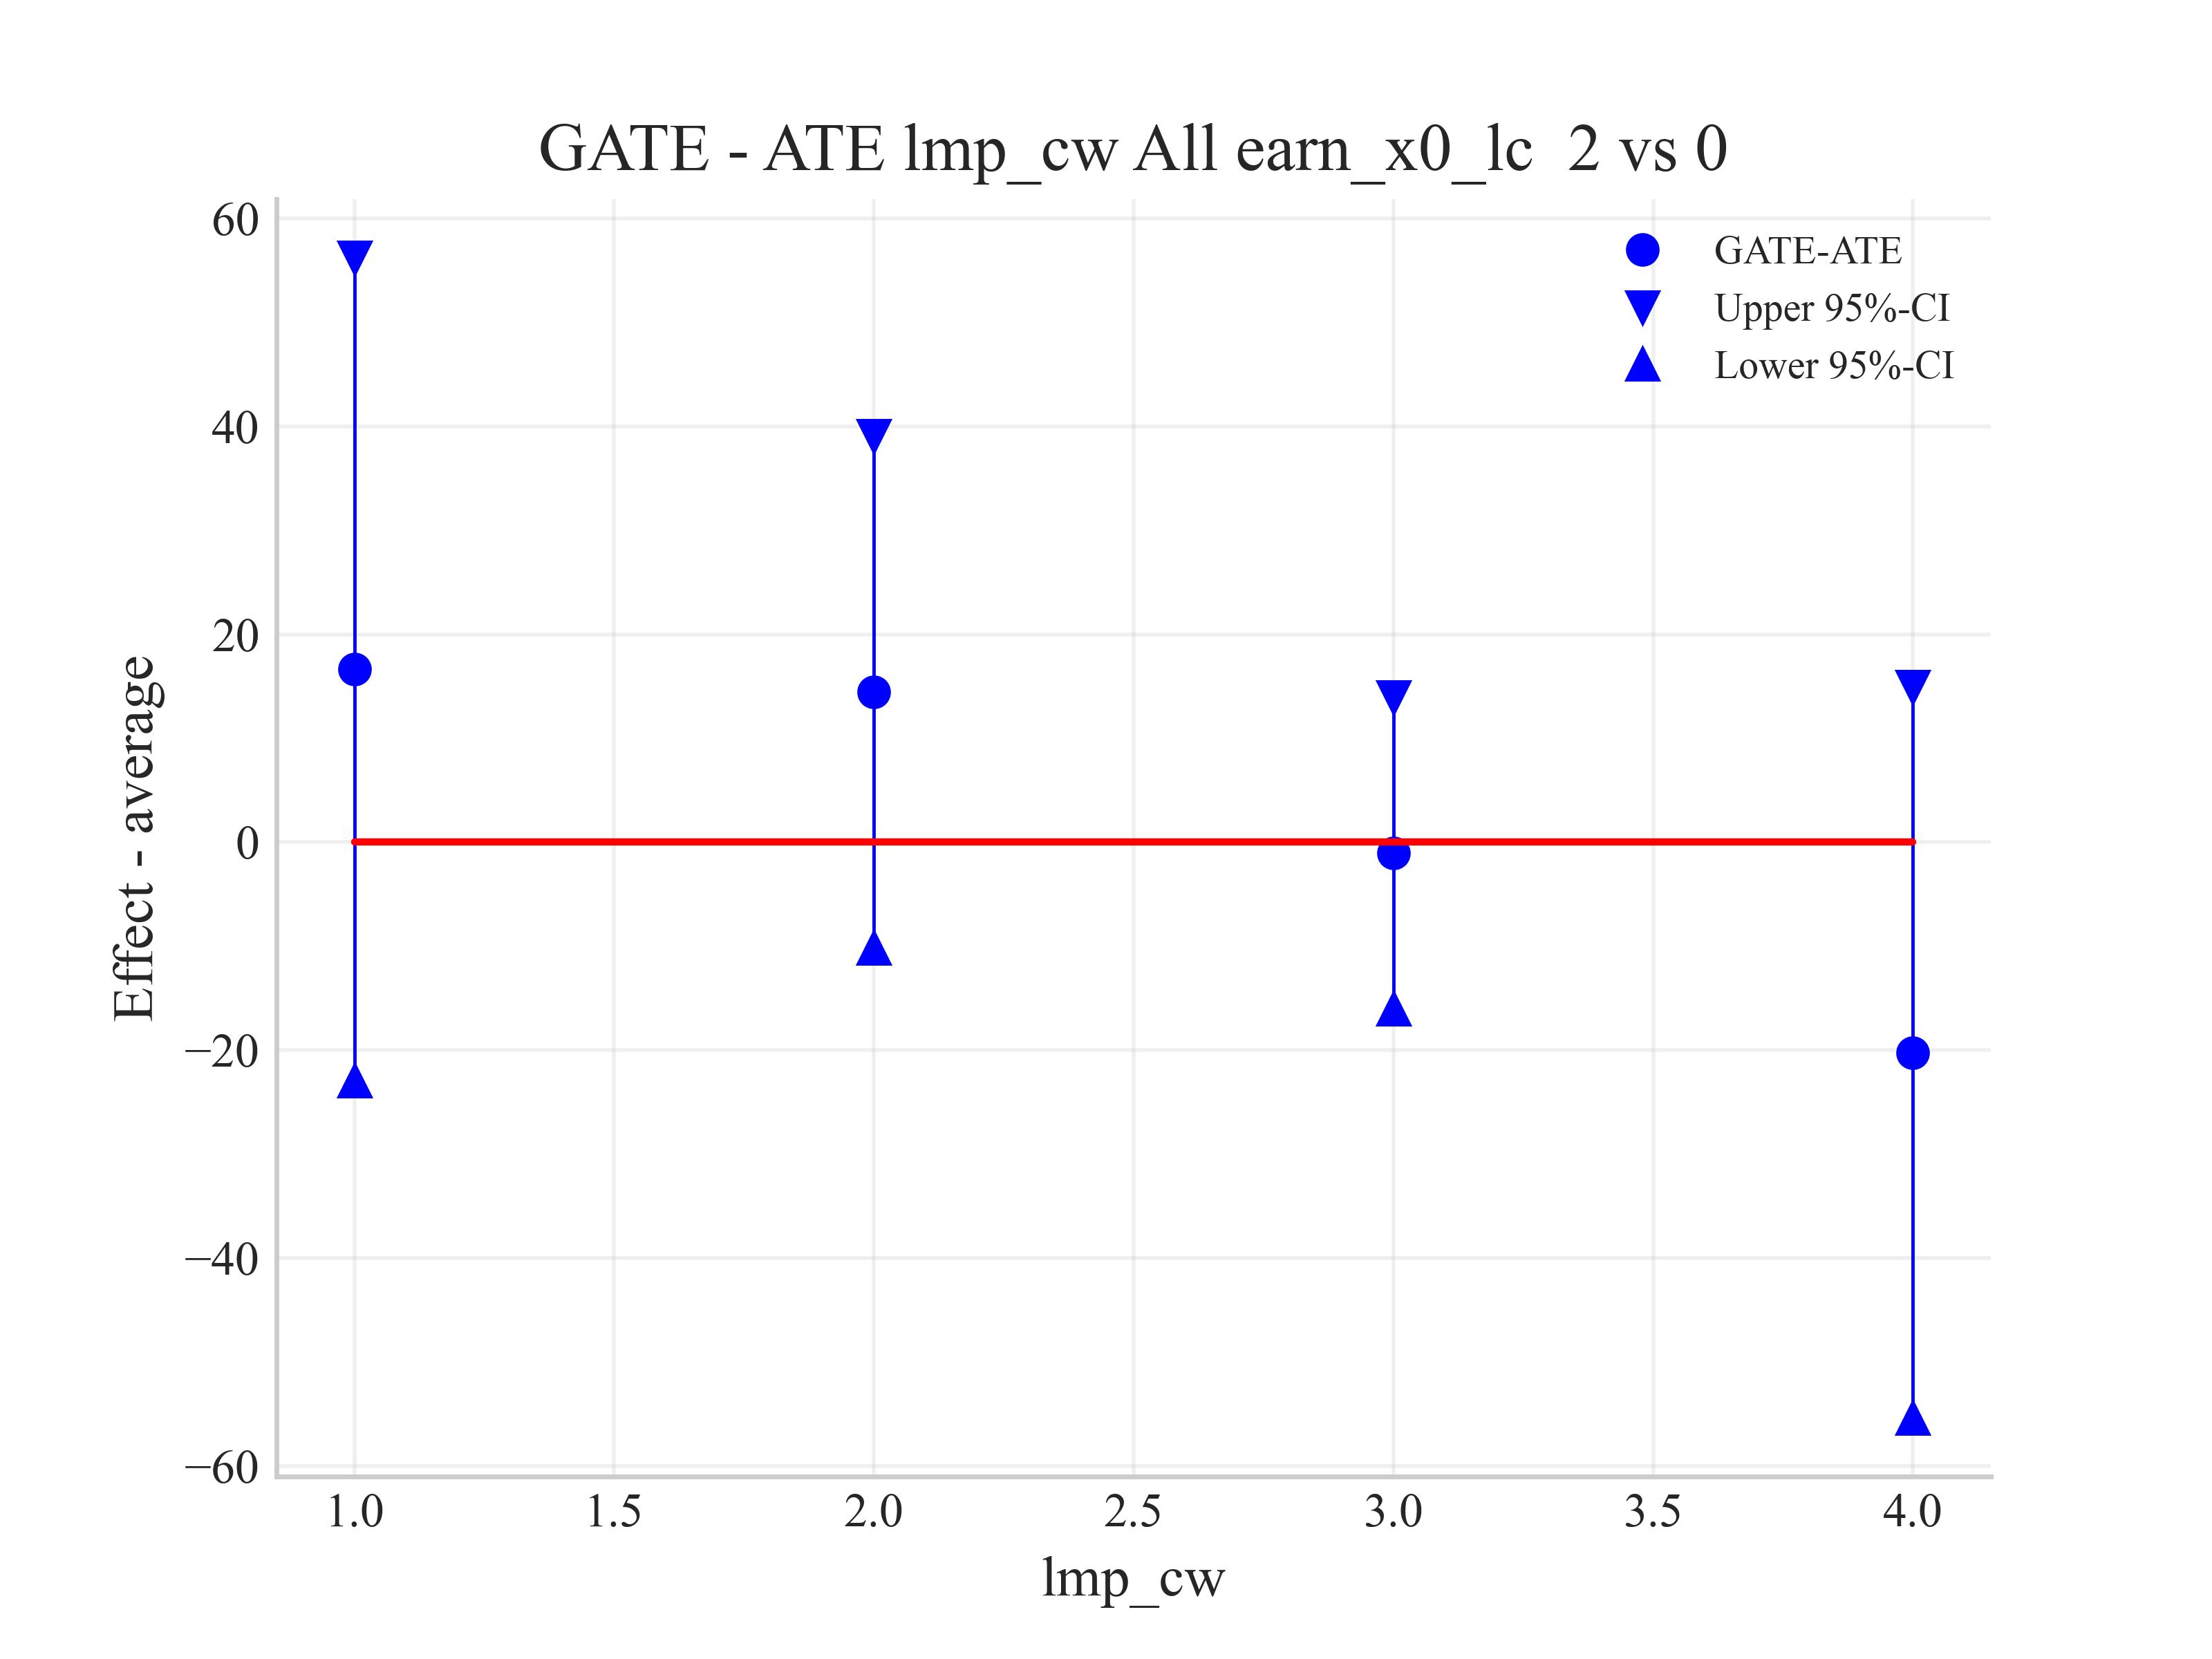 GATE - ATE lmp_cw All earn_x0_lc  2 vs 0
GATE-ATE
Upper 95%-CI
Lower 95%-CI
Effect - average
60
40
20
0
−20
−40
−60
1.0 1.5 2.0 2.5 3.0 3.5 4.0
lmp_cw